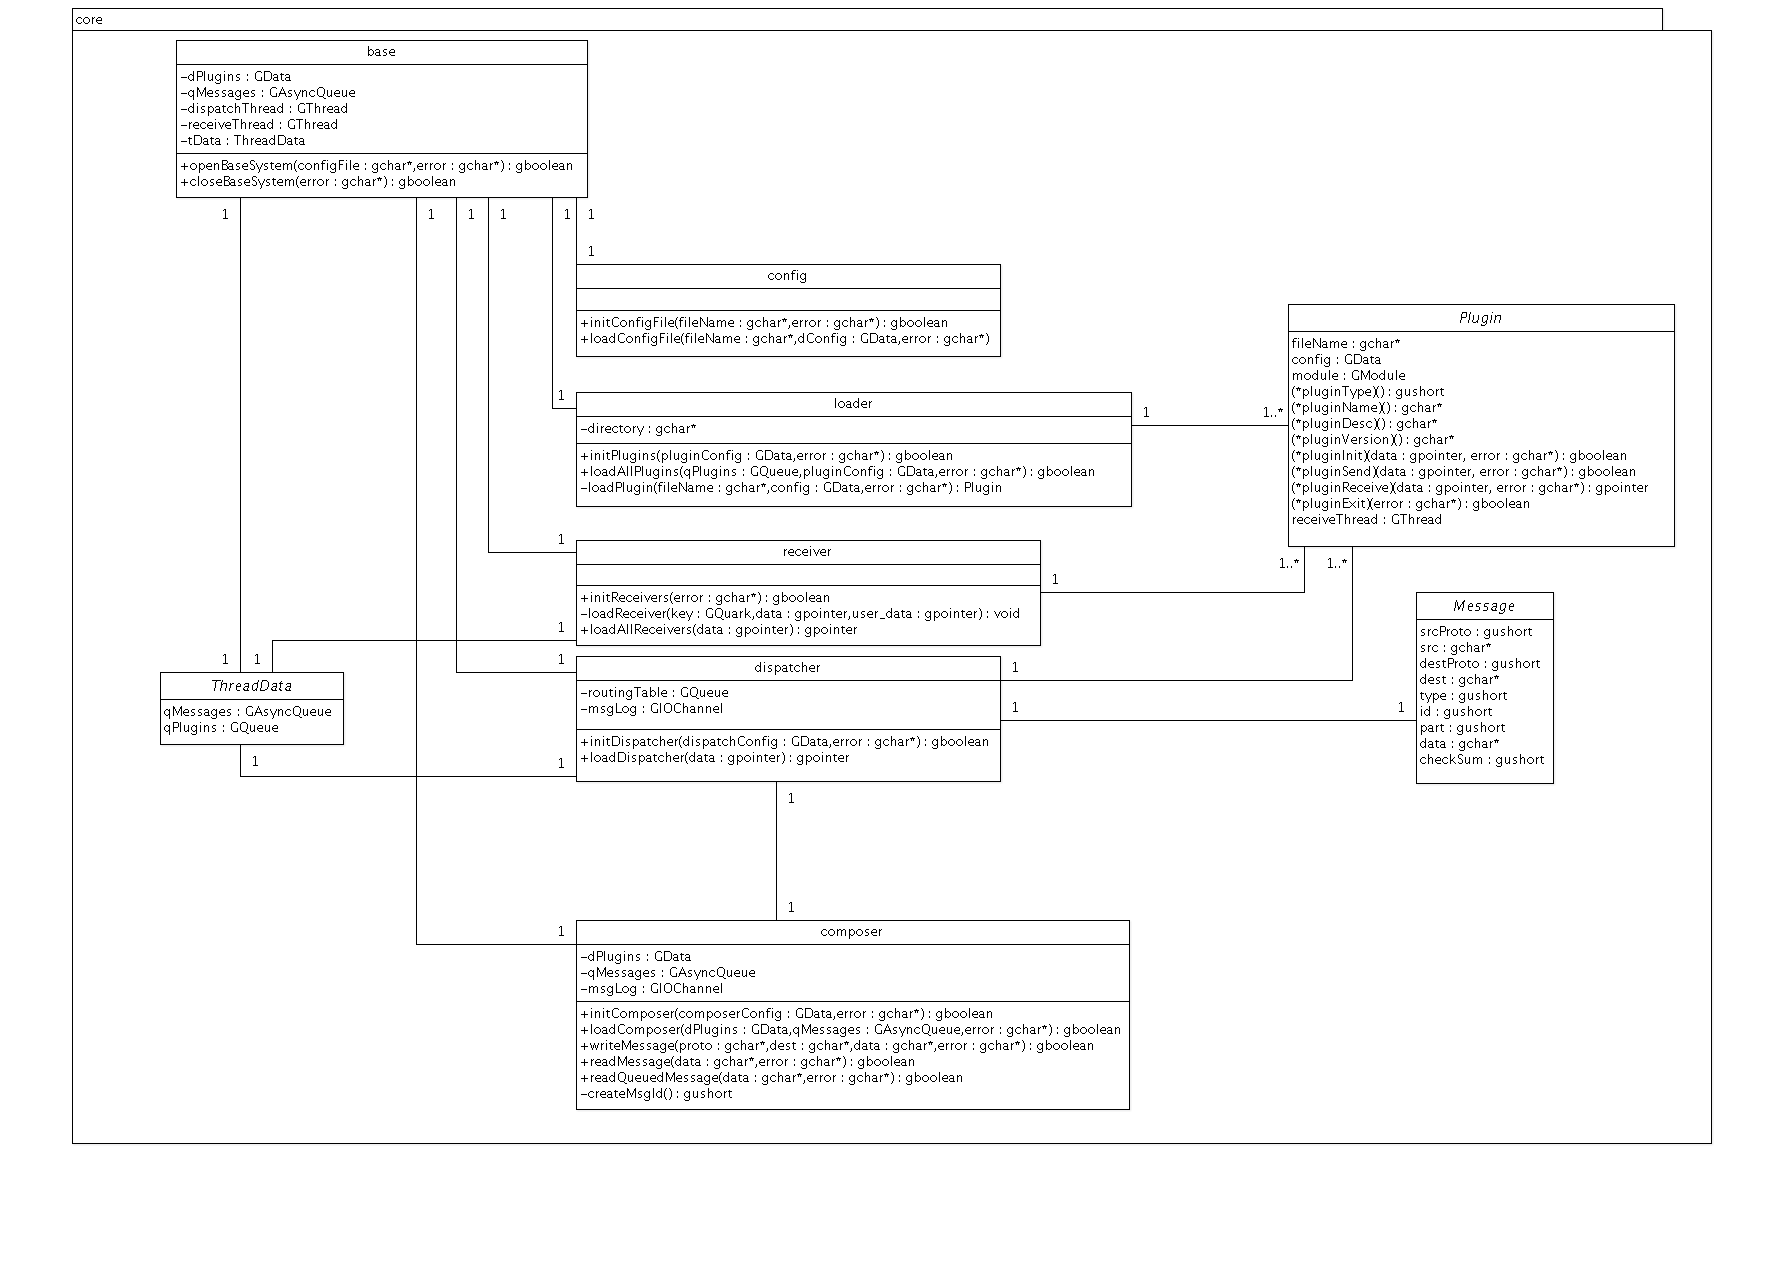 core
base
-dPlugins : GData
-qMessages : GAsyncQueue
-dispatchThread : GThread
-receiveThread : GThread
-tData : ThreadData
+openBaseSystem(configFile : gchar*,error : gchar*) : gboolean
+closeBaseSystem(error : gchar*) : gboolean
1 1 1 1 1 1
1
config
+initConfigFile(fileName : gchar*,error : gchar*) : gboolean
+loadConfigFile(fileName : gchar*,dConfig : GData,error : gchar*)
Plugin
fileName : gchar*
config : GData
module : GModule
(*pluginType)() : gushort
(*pluginName)() : gchar*
(*pluginDesc)() : gchar*
(*pluginVersion)() : gchar*
(*pluginInit)(data : gpointer, error : gchar*) : gboolean
(*pluginSend)(data : gpointer, error : gchar*) : gboolean
(*pluginReceive)(data : gpointer, error : gchar*) : gpointer
(*pluginExit)(error : gchar*) : gboolean
receiveThread : GThread
1
loader
1 1..*
-directory : gchar*
+initPlugins(pluginConfig : GData,error : gchar*) : gboolean
+loadAllPlugins(qPlugins : GQueue,pluginConfig : GData,error : gchar*) : gboolean
-loadPlugin(fileName : gchar*,config : GData,error : gchar*) : Plugin
1
receiver
1 1..* 1..*
+initReceivers(error : gchar*) : gboolean
-loadReceiver(key : GQuark,data : gpointer,user_data : gpointer) : void
+loadAllReceivers(data : gpointer) : gpointer
1
Message
srcProto : gushort
src : gchar*
destProto : gushort
dest : gchar*
type : gushort
id : gushort
part : gushort
data : gchar*
checkSum : gushort
1 1
ThreadData
qMessages : GAsyncQueue
qPlugins : GQueue
1
1
dispatcher
1
-routingTable : GQueue
-msgLog : GIOChannel
1 1
+initDispatcher(dispatchConfig : GData,error : gchar*) : gboolean
+loadDispatcher(data : gpointer) : gpointer
1
1
1
1
composer
-dPlugins : GData
-qMessages : GAsyncQueue
-msgLog : GIOChannel
+initComposer(composerConfig : GData,error : gchar*) : gboolean
+loadComposer(dPlugins : GData,qMessages : GAsyncQueue,error : gchar*) : gboolean
+writeMessage(proto : gchar*,dest : gchar*,data : gchar*,error : gchar*) : gboolean
+readMessage(data : gchar*,error : gchar*) : gboolean
+readQueuedMessage(data : gchar*,error : gchar*) : gboolean
-createMsgId() : gushort